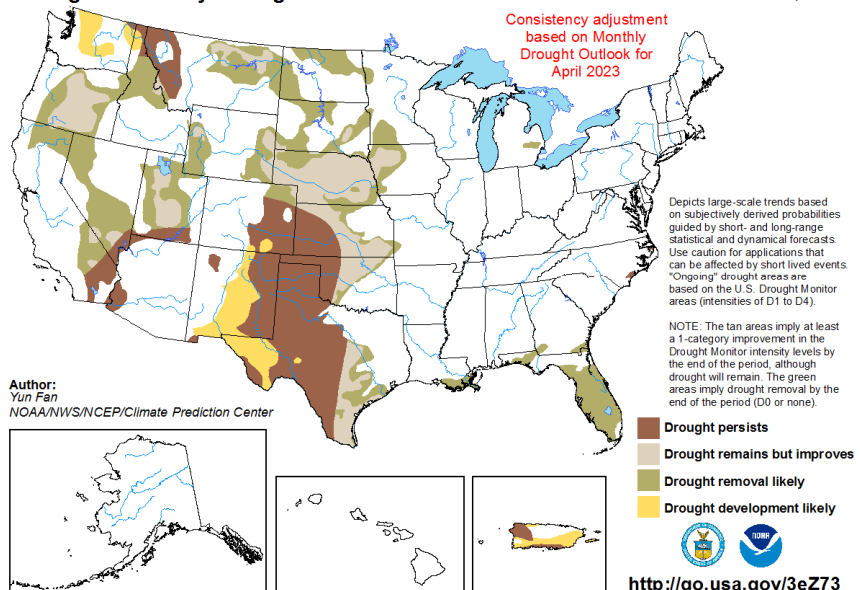 Consistency adjustment
based on Monthly
Drought Outlook for
April 2023
Depicts large-scale trends based
on subjectively derived probabilities
guided by short- and long-range
statistical and dynamical forecasts.
Use caution for applications that
can be affected by short lived events.
"Ongoing" drought areas are
based on the U.S. Drought Monitor
areas (intensities of D1 to D4).
NOTE: The tan areas imply at least
a 1-category improvement in the
Drought Monitor intensity levels by
the end of the period, although
drought will remain. The green
areas imply drought removal by the
end of the period (D0 or none).
Author:
Yun Fan
NOAA/NWS/NCEP/Climate Prediction Center
Drought persists
Drought remains but improves
Drought removal likely
Drought development likely
NOAA
http://go.usa.gov/3eZ73